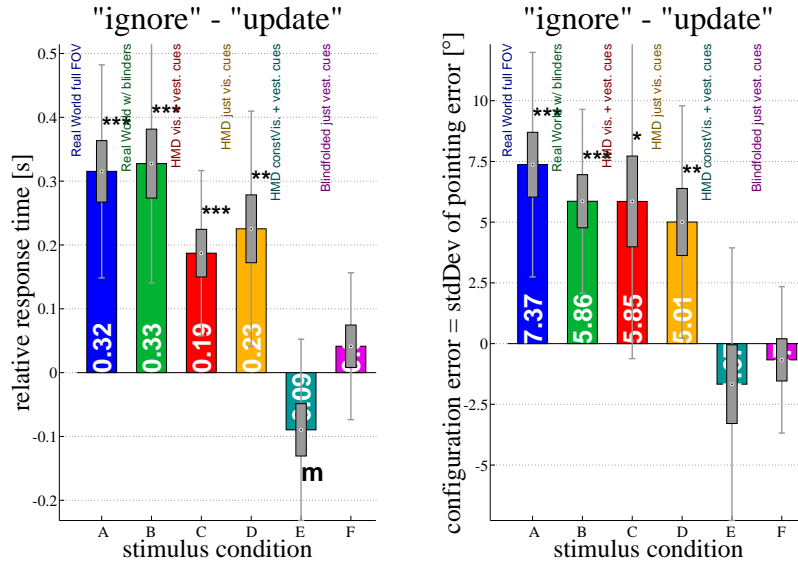 "ignore" - "update"
relative response time [s]
0.5
0.4
0.3
0.2
0.1
0
-0.1
-0.2
Real World full FOV
Real World w/ blinders
HMD vis. + vest. cues
HMD just vis. cues
HMD constVis. + vest. cues
Blindfolded just vest. cues
***
***
***
**
m
0.32
0.33
0.19
0.23
A
B
C
D
E
F
stimulus condition
"ignore" - "update"
configuration error = stdDev of pointing error [°]
10
7.5
5
2.5
0
-2.5
-5
Real World full FOV
Real World w/ blinders
HMD vis. + vest. cues
HMD just vis. cues
HMD constVis. + vest. cues
Blindfolded just vest. cues
***
***
*
**
7.37
5.86
5.85
5.01
A
B
C
D
E
F
stimulus condition